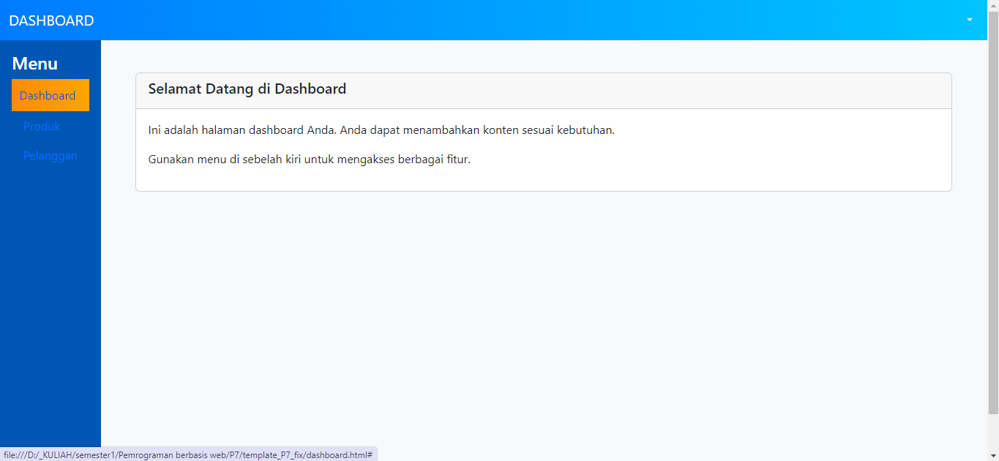 DASHBOARD
Menu
Dashboard
Produk
Pelanggan
Selamat Datang di Dashboard
Ini adalah halaman dashboard Anda. Anda dapat menambahkan konten sesuai kebutuhan.
Gunakan menu di sebelah kiri untuk mengakses berbagai fitur.
file:///D:/_KULIAH/semester1/Pemrograman berbasis web/P7/template_P7_fix/dashboard.html#